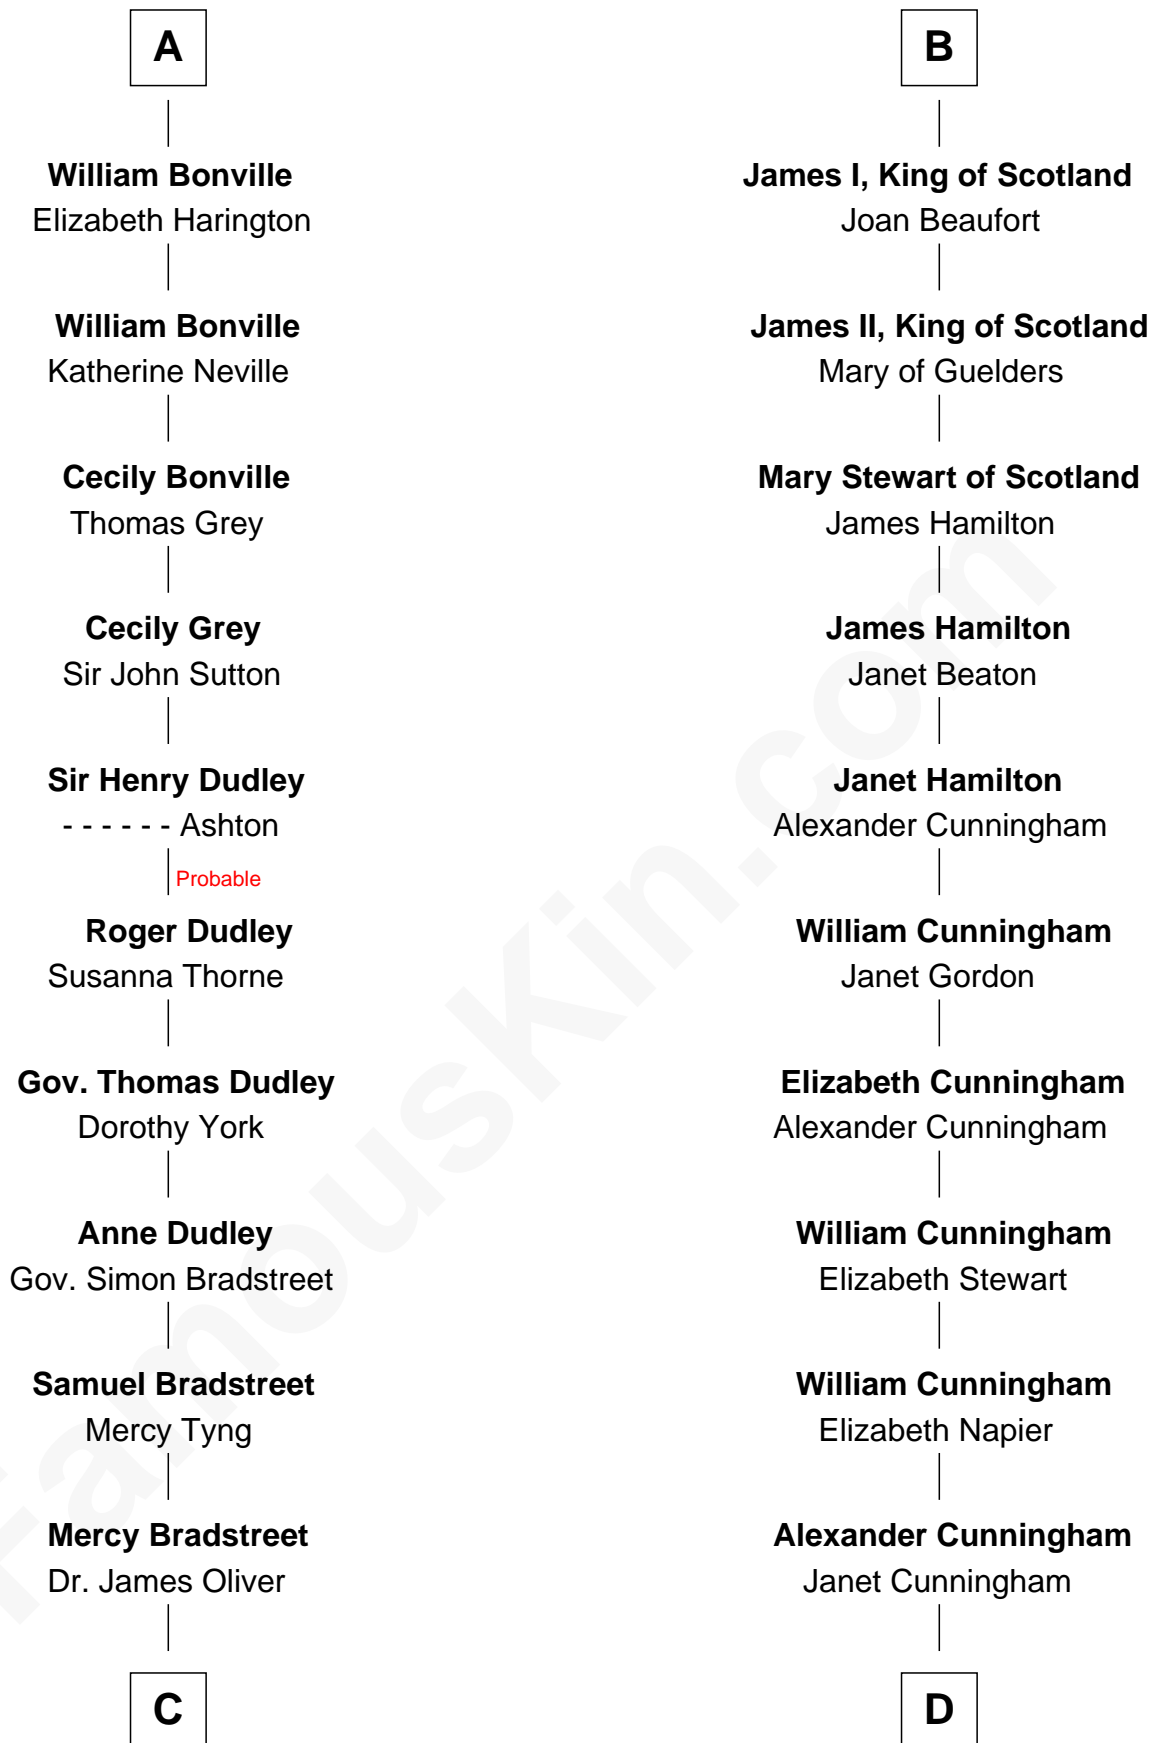 A
William Bonville
Elizabeth Harington
William Bonville
Katherine Neville
Cecily Bonville
Thomas Grey
Cecily Grey
Sir John Sutton
Sir Henry Dudley
- - - - - - Ashton
Probable
Roger Dudley
Susanna Thorne
Gov. Thomas Dudley
Dorothy York
Anne Dudley
Gov. Simon Bradstreet
Samuel Bradstreet
Mercy Tyng
Mercy Bradstreet
Dr. James Oliver
C
B
James I, King of Scotland
Joan Beaufort
James II, King of Scotland
Mary of Guelders
Mary Stewart of Scotland
James Hamilton
James Hamilton
Janet Beaton
Janet Hamilton
Alexander Cunningham
William Cunningham
Janet Gordon
Elizabeth Cunningham
Alexander Cunningham
William Cunningham
Elizabeth Stewart
William Cunningham
Elizabeth Napier
Alexander Cunningham
Janet Cunningham
D
FamousKin.com